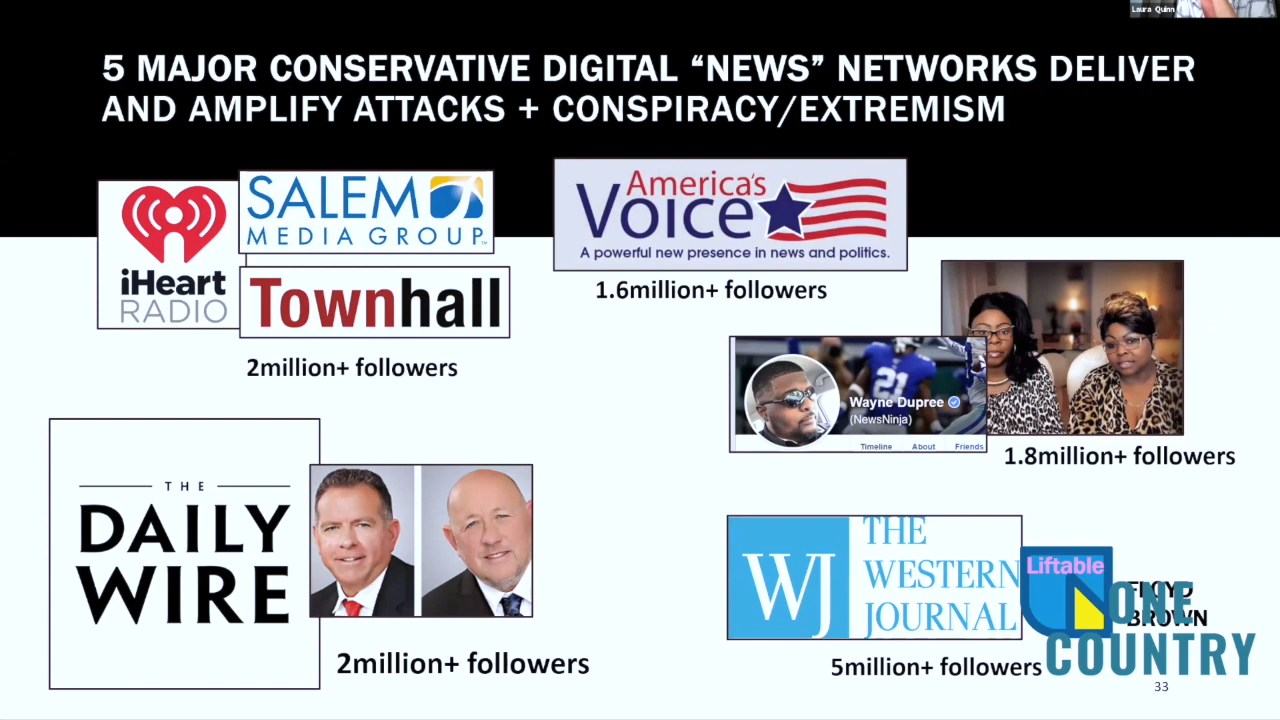 Laura Quinn
5 MAJOR CONSERVATIVE DIGITAL “NEWS” NETWORKS DELIVER
AND AMPLIFY ATTACKS + CONSPIRACY/EXTREMISM
iHeart
RADIO
SALEM
MEDIA GROUP
Townhall
2million+ followers
America's
Voice
A powerful new presence in news and politics.
1.6million+ followers
21
Wayne Dupree
(NewsNinja)
Timeline About Friends
1.8million+ followers
THE
DAILY
WIRE
2million+ followers
WJ
THE
WESTERN
JOURNAL
Liftable
FLOYD
BROWN
5million+ followers
ONE
COUNTRY
33